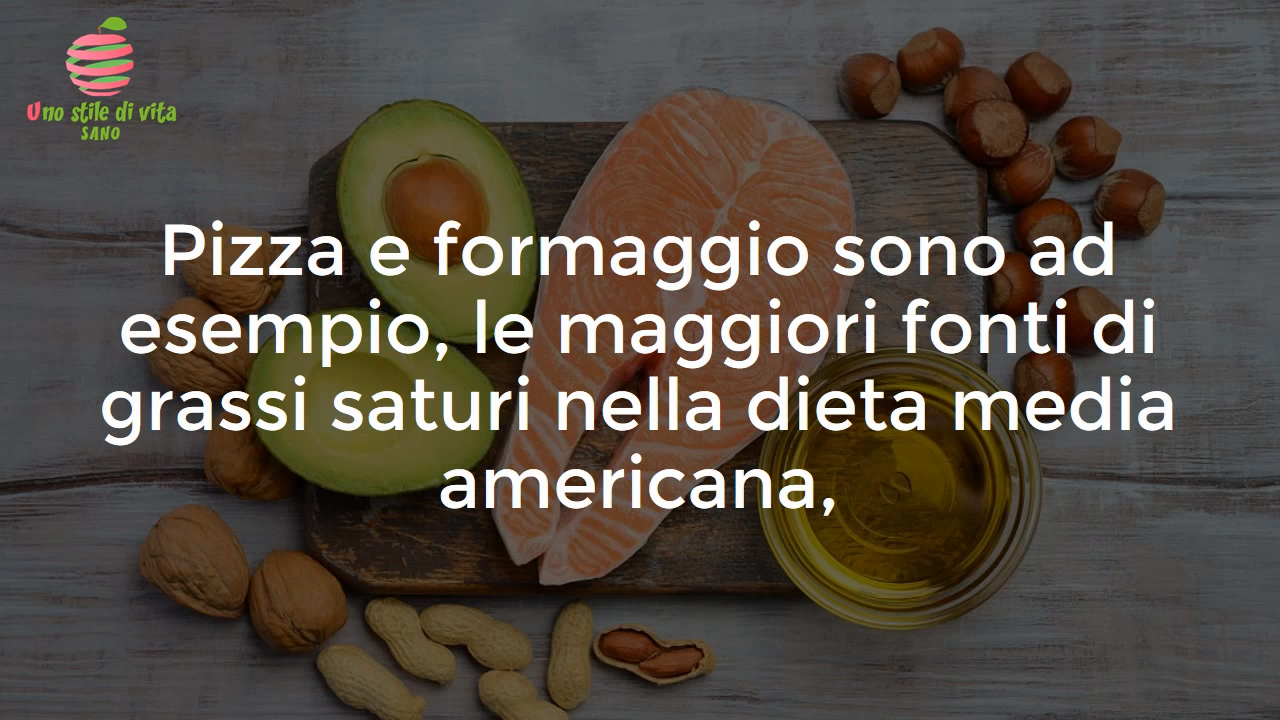 Uno stile di vita
SANO
Pizza e formaggio sono ad
esempio, le maggiori fonti di
grassi saturi nella dieta media
americana,